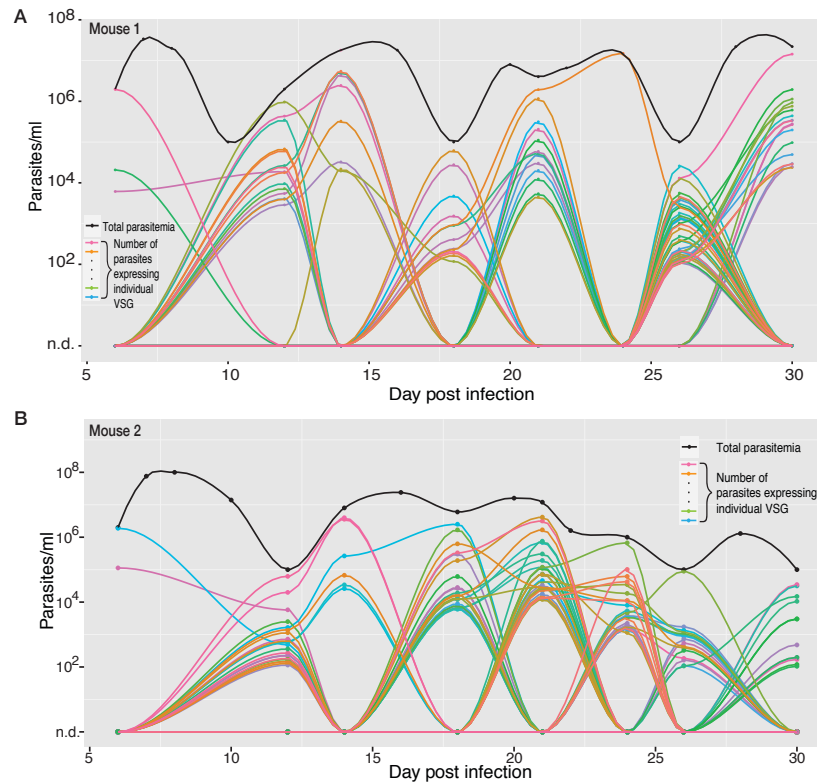 A
Mouse 1
10^8
10^6
10^4
10^2
n.d.
Parasites/ml
Total parasitemia
Number of
parasites
expressing
individual
VSG
5
10
15
20
25
30
Day post infection
B
Mouse 2
10^8
10^6
10^4
10^2
n.d.
Parasites/ml
Total parasitemia
Number of
parasites expressing
individual VSG
5
10
15
20
25
30
Day post infection